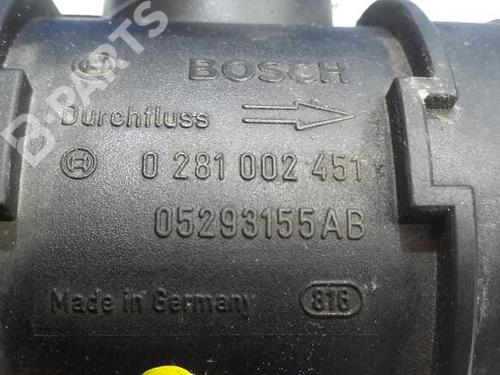 BOSCH
Durchfluss
0 281 002 451
05293155AB
Made in Germany 816
B-PARTS